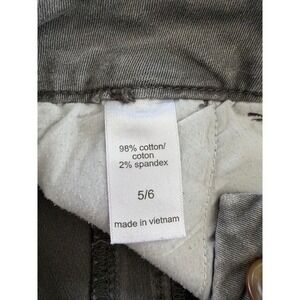 98% cotton/
coton
2% spandex
5/6
made in vietnam